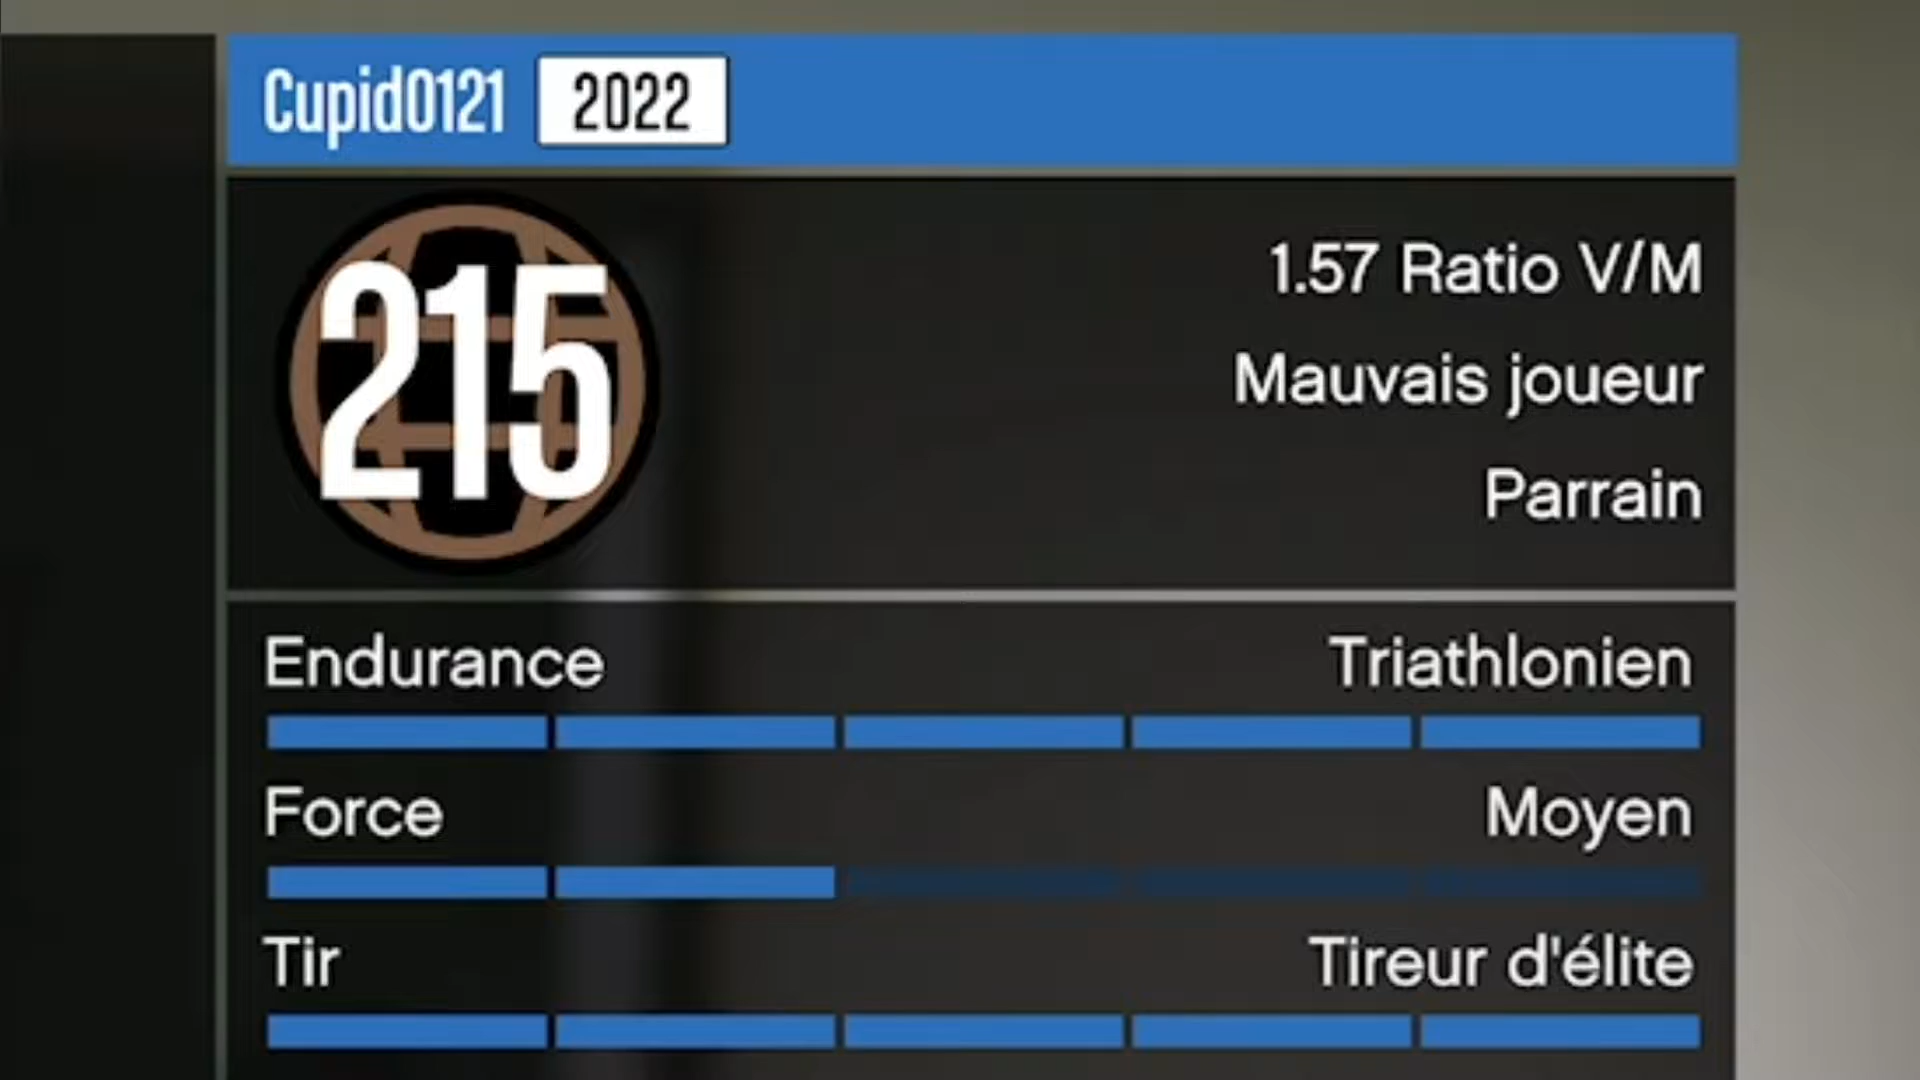 Cupid0121 2022
215
1.57 Ratio V/M
Mauvais joueur
Parrain
Endurance Triathlonien
Force Moyen
Tir Tireur d'élite